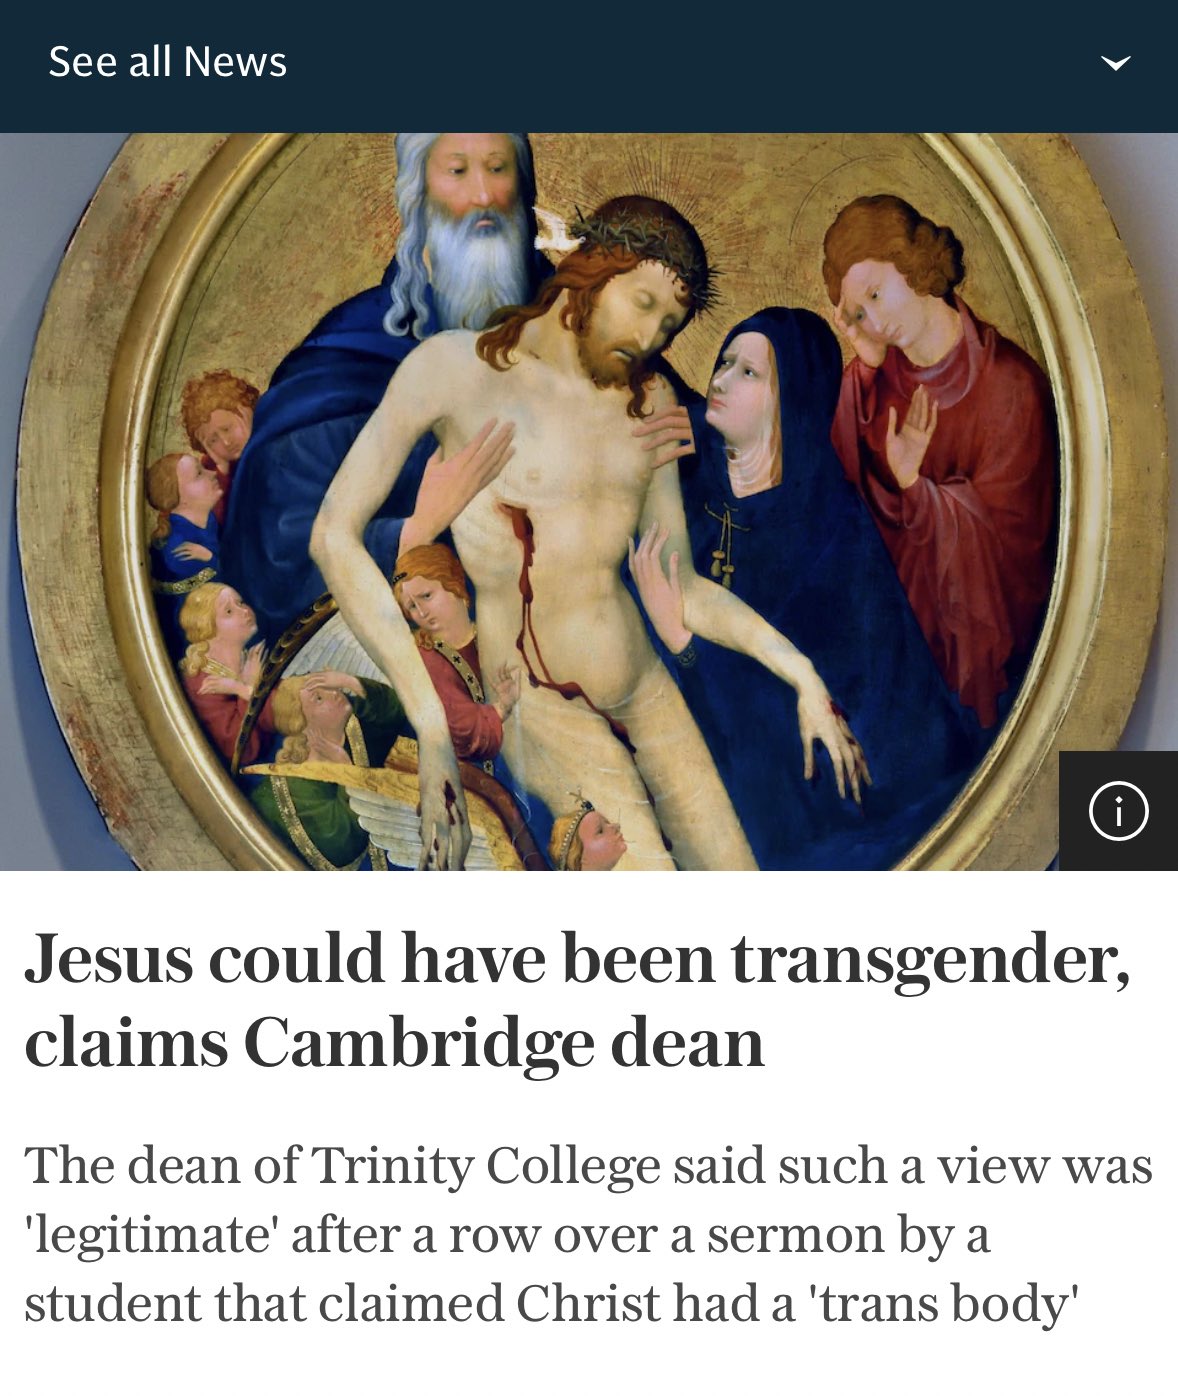 See all News
Jesus could have been transgender,
claims Cambridge dean
The dean of Trinity College said such a view was
'legitimate' after a row over a sermon by a
student that claimed Christ had a 'trans body'